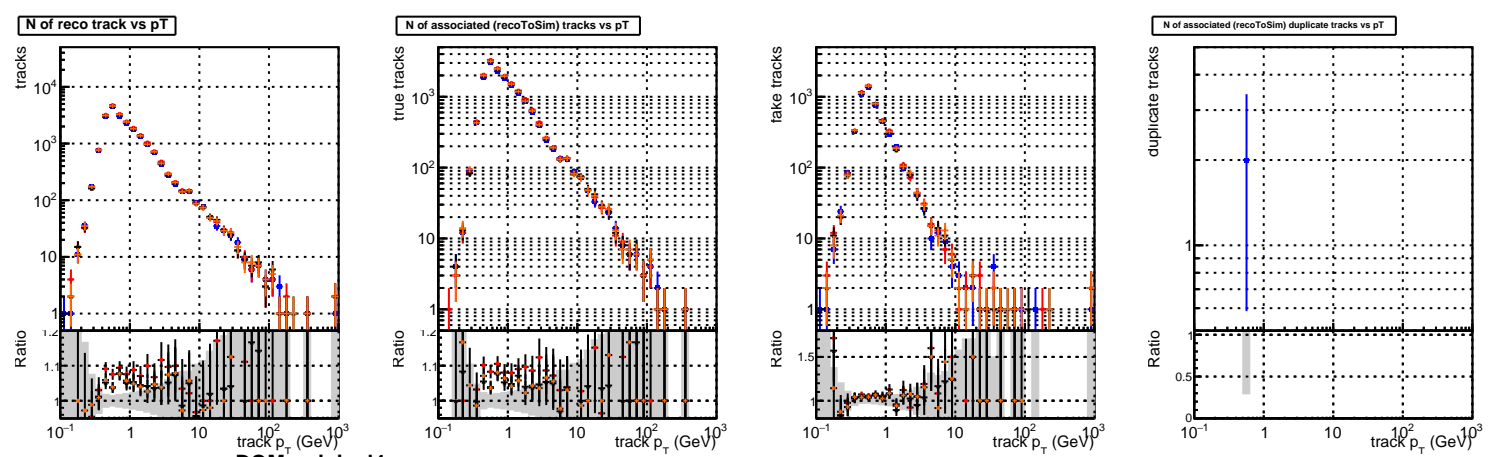 N of reco track vs pT
tracks
10^4
10^3
10^2
10
1
Ratio
1.2
1.1
1
10^-1 1 10 10^2 10^3
track p_T (GeV)
N of associated (recoToSim) tracks vs pT
true tracks
10^3
10^2
10
1
Ratio
1.2
1.1
1
10^-1 1 10 10^2 10^3
track p_T (GeV)
fake tracks
10^3
10^2
10
1
Ratio
1.5
1
10^-1 1 10 10^2 10^3
track p_T (GeV)
N of associated (recoToSim) duplicate tracks vs pT
duplicate tracks
1
Ratio
1
0.5
0
10^-1 1 10 10^2 10^3
track p_T (GeV)